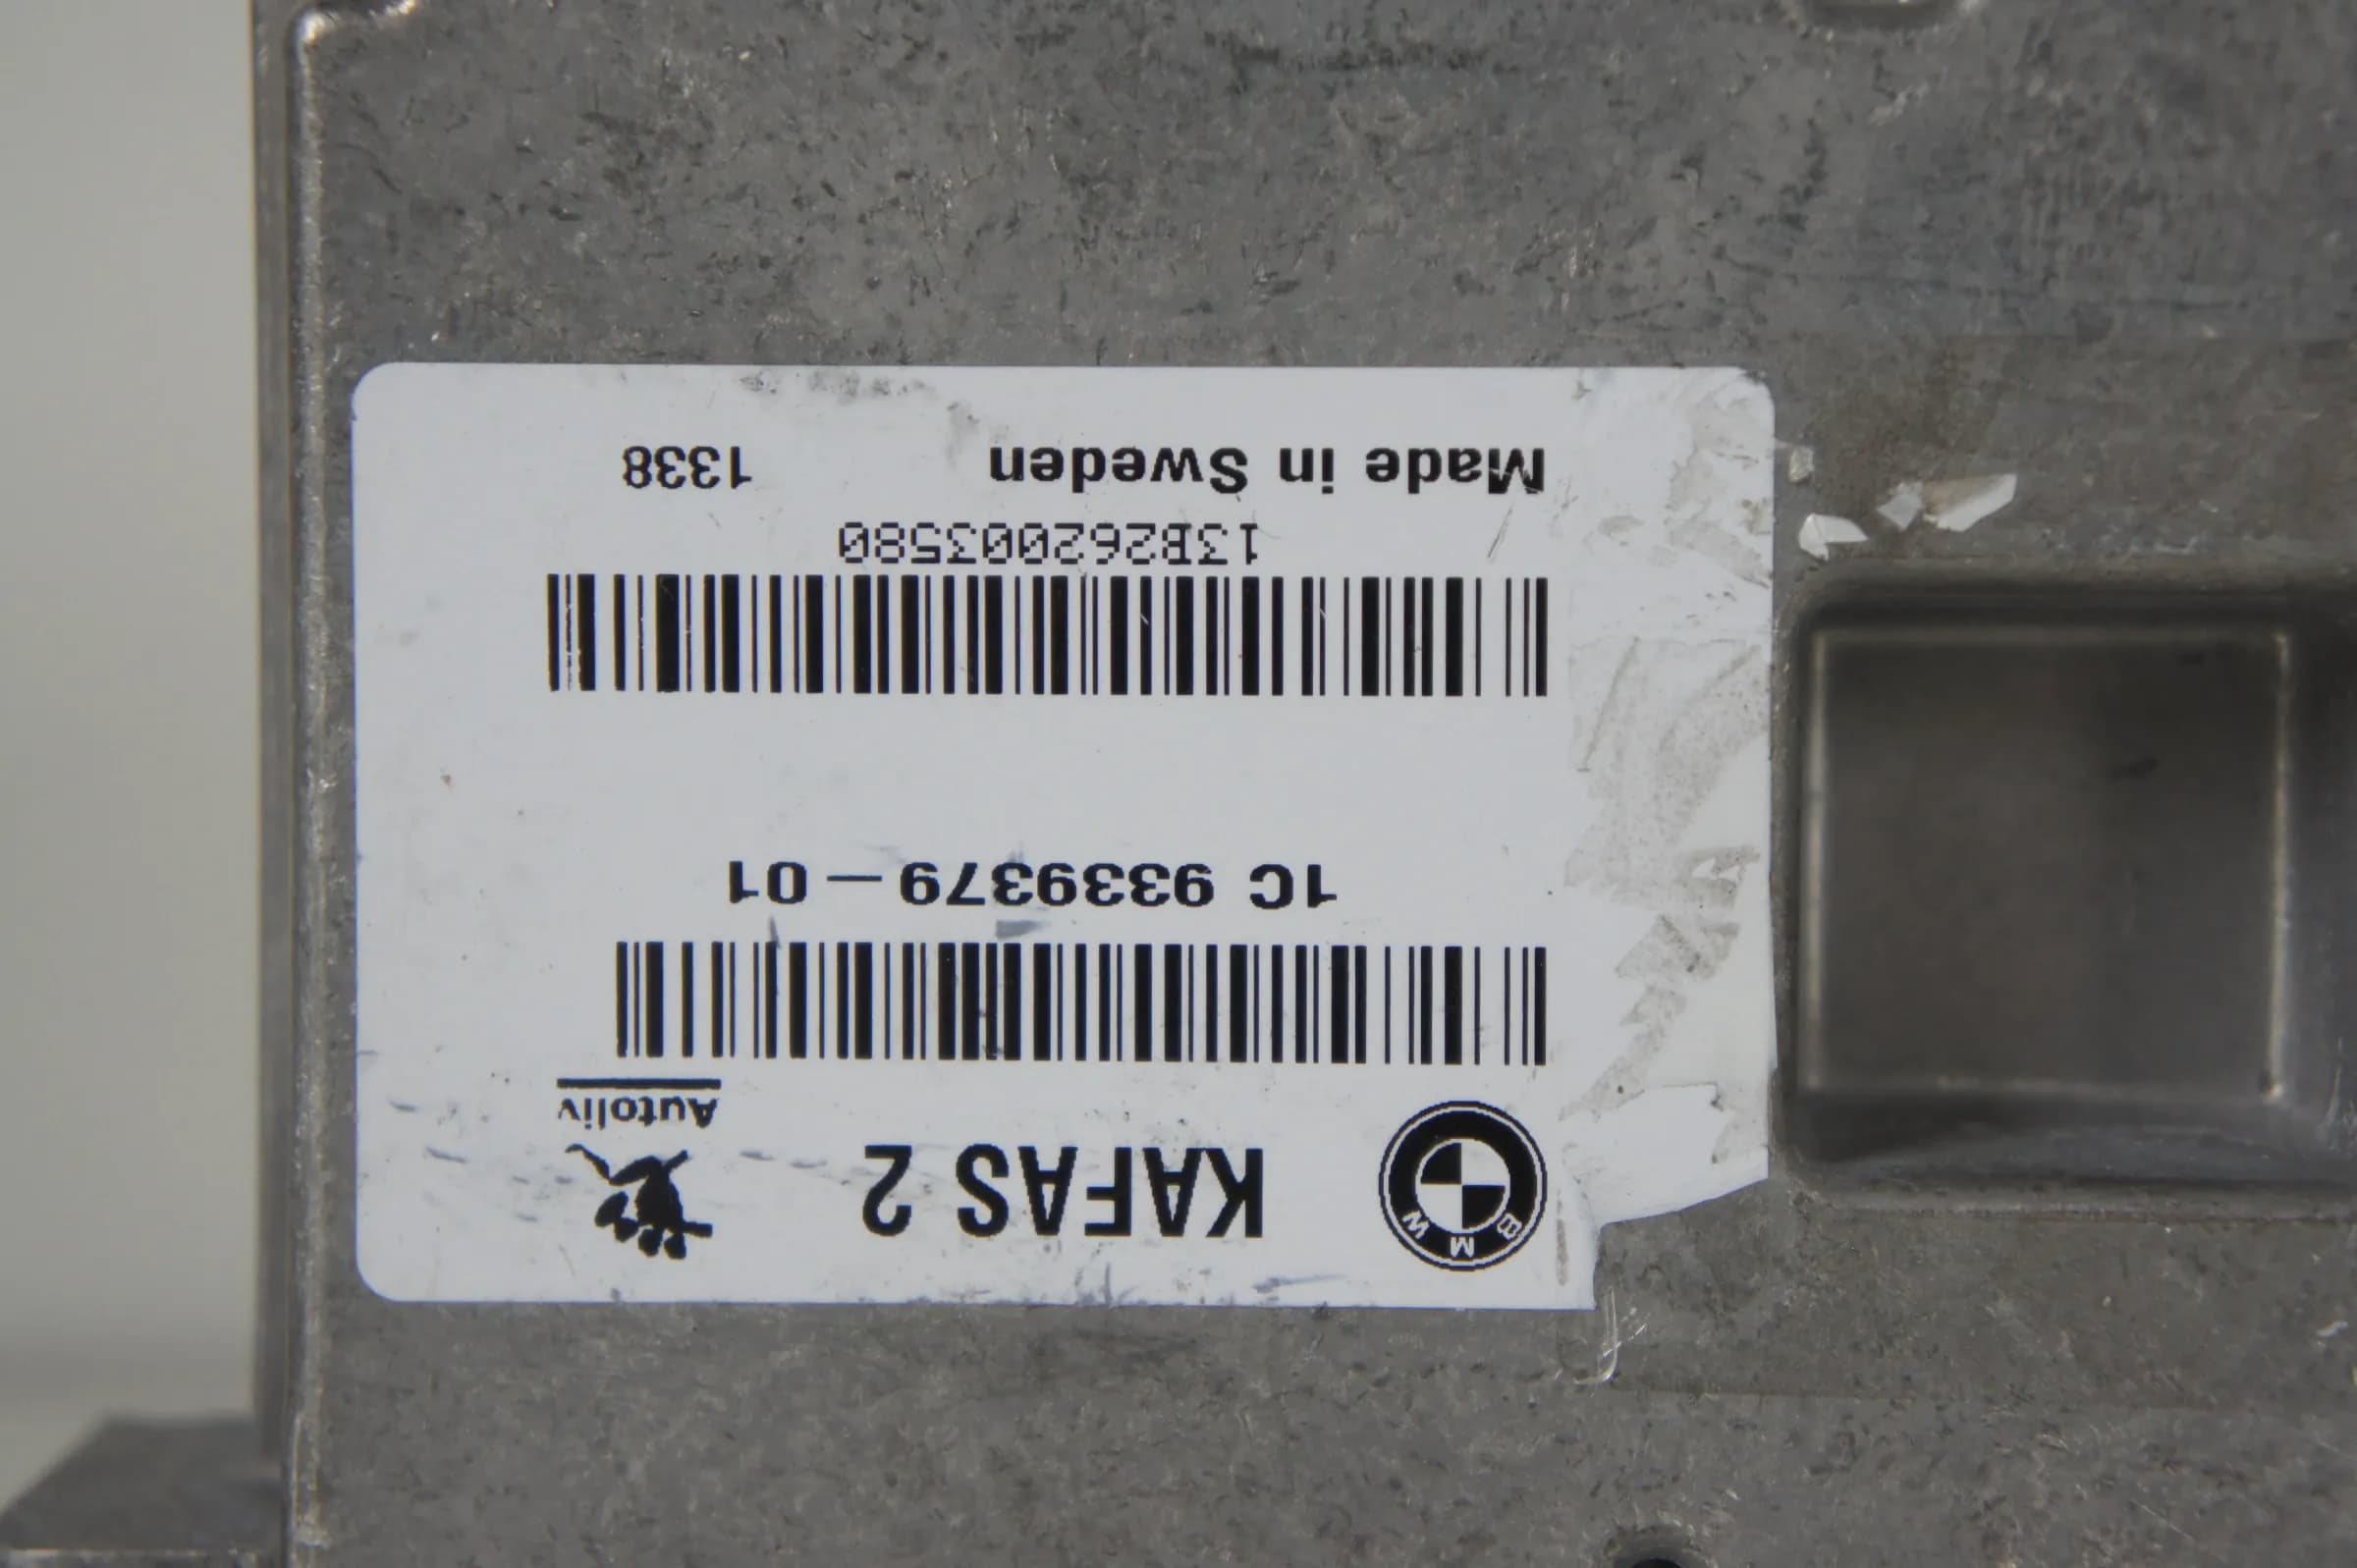 BMW
KAFAS 2
Autoliv
1C 9339379-01
13B262003580
Made in Sweden 1338